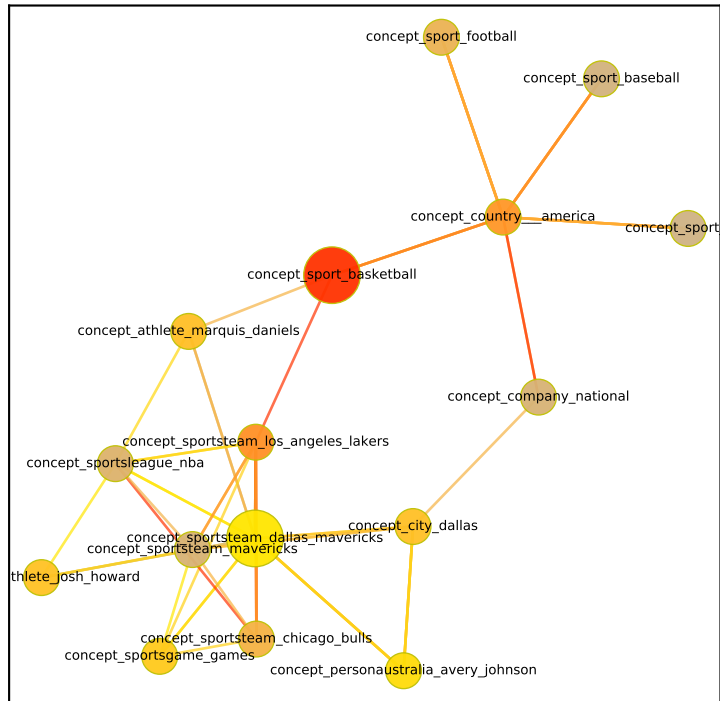 concept_sport_football
concept_sport_baseball
concept_country___america
concept_sport
concept_sport_basketball
concept_athlete_marquis_daniels
concept_company_national
concept_sportsteam_los_angeles_lakers
concept_sportsleague_nba
concept_city_dallas
concept_sportsteam_dallas_mavericks
concept_sportsteam_mavericks
thlete_josh_howard
concept_sportsteam_chicago_bulls
concept_sportsgame_games
concept_personaustralia_avery_johnson